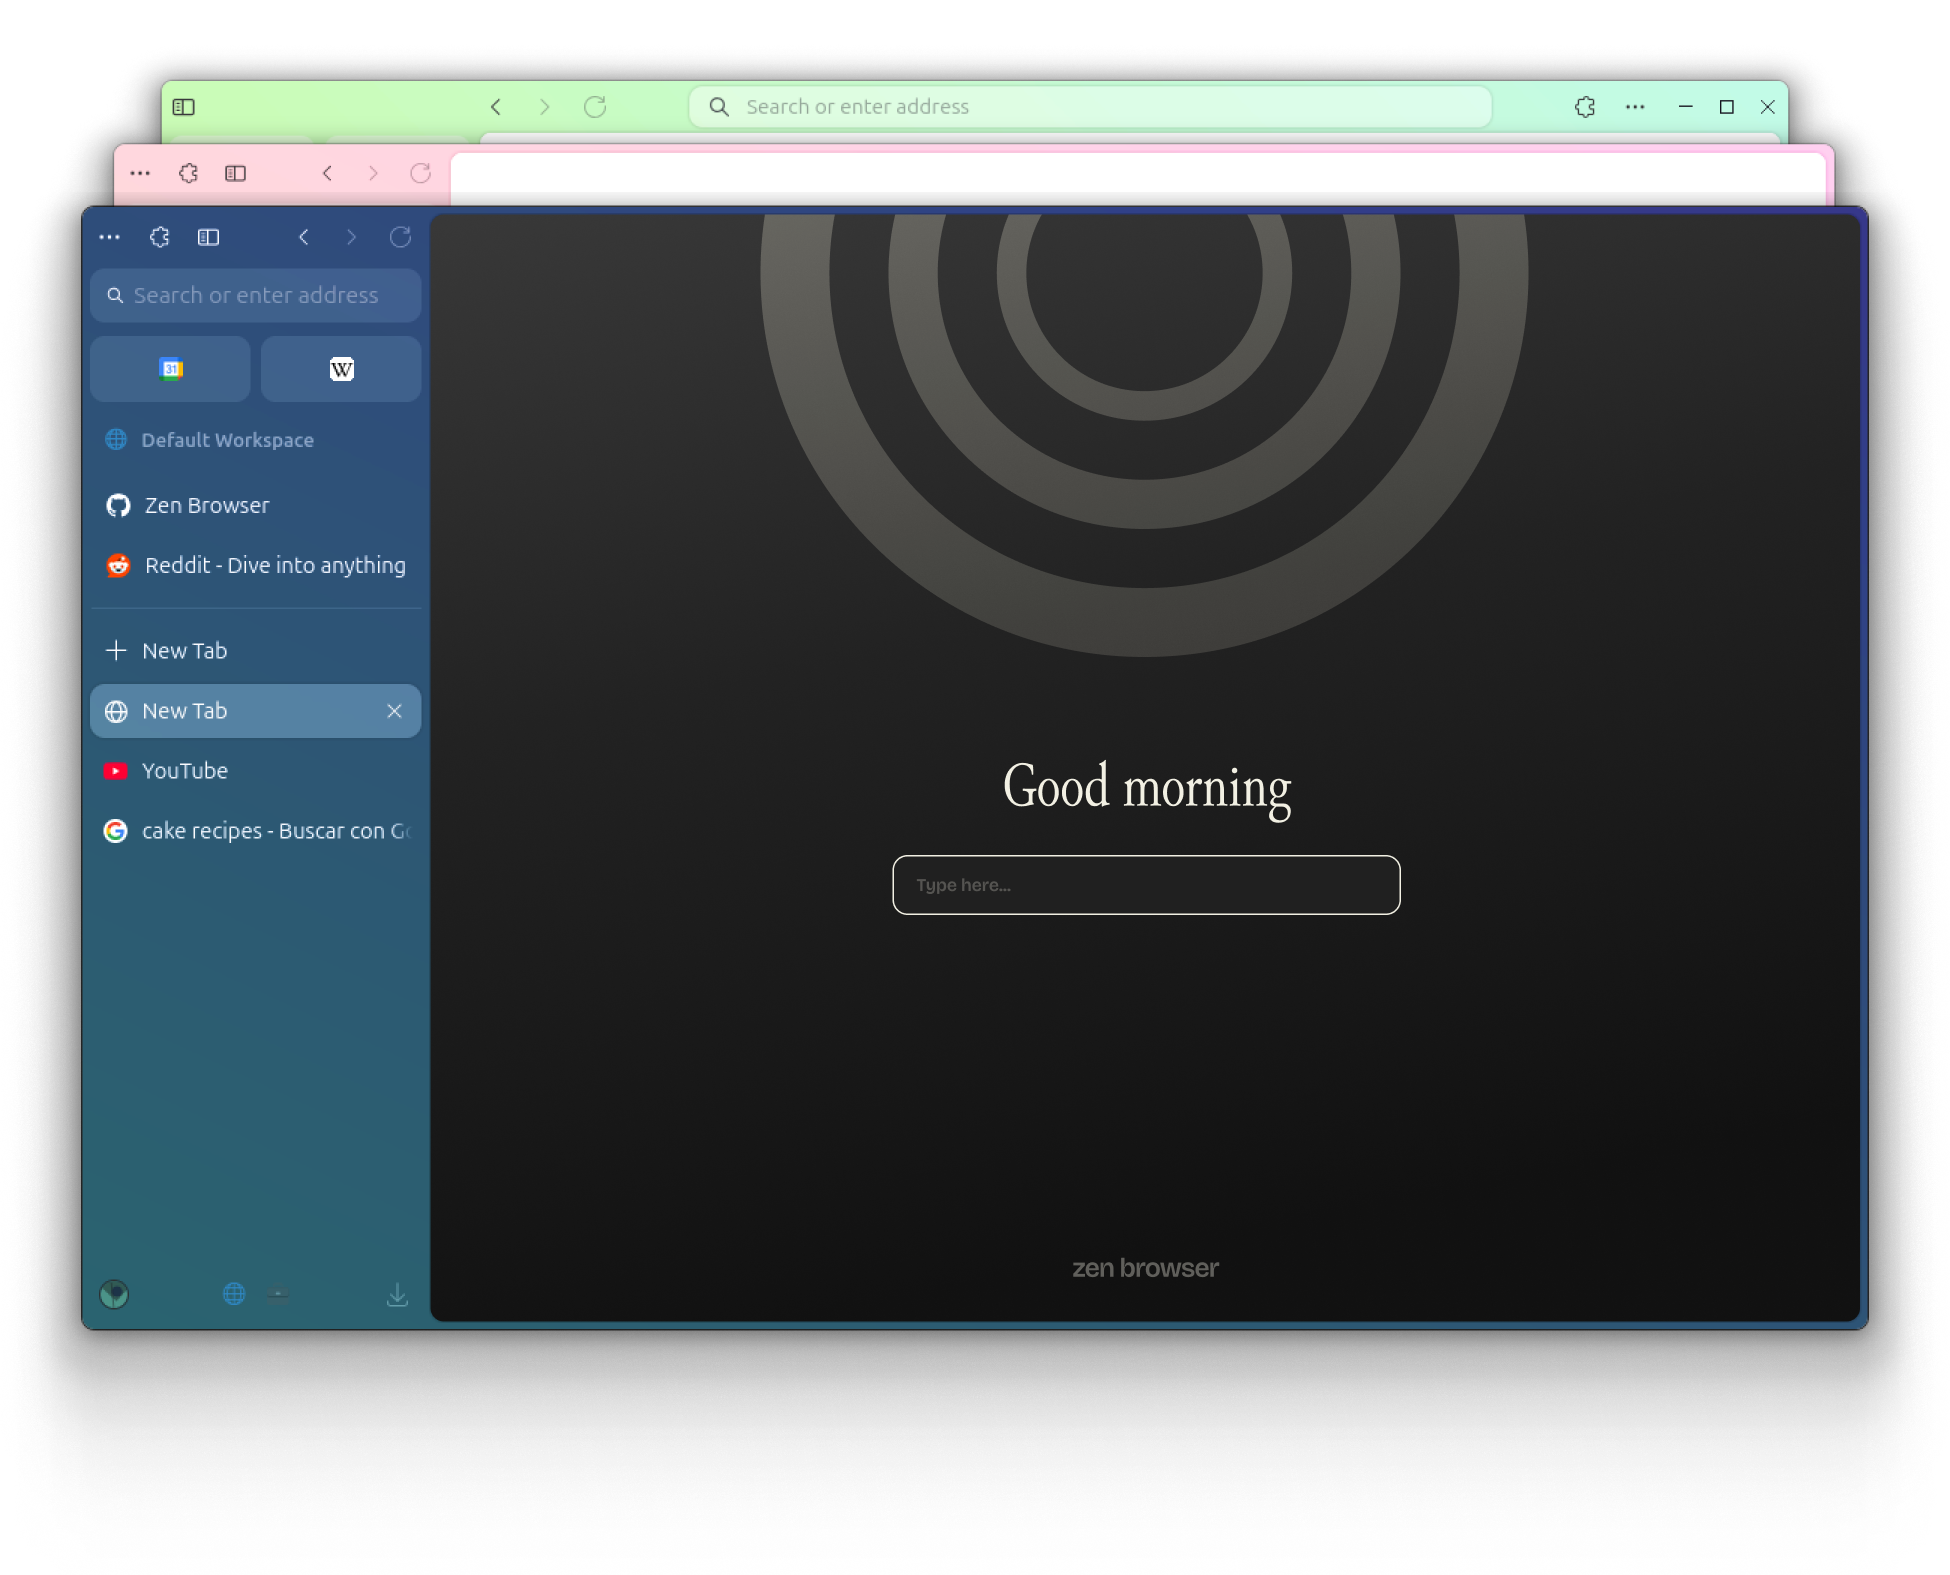 Search or enter address
Search or enter address
31
W
Default Workspace
Zen Browser
Reddit - Dive into anything
New Tab
New Tab
YouTube
cake recipes - Buscar con Go
Good morning
Type here...
zen browser